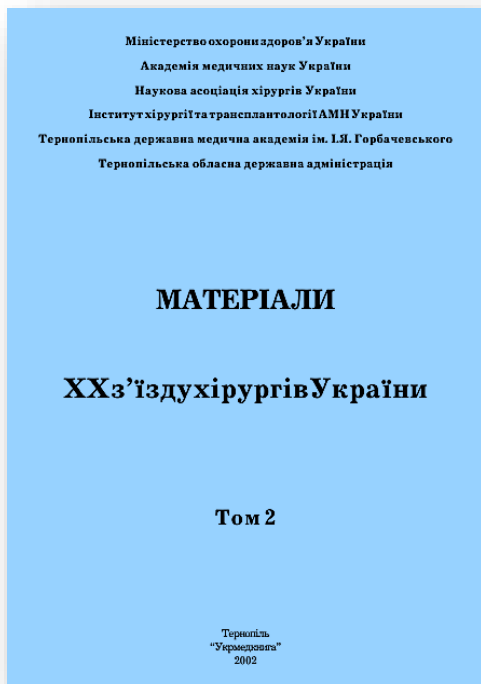 Міністерство охорони здоров’я України
Академія медичних наук України
Наукова асоціація хірургів України
Інститут хірургії та трансплантології АМН України
Тернопільська державна медична академія ім. І.Я. Горбачевського
Тернопільська обласна державна адміністрація
МАТЕРІАЛИ
ХХ з’їзду хірургів України
Том 2
Тернопіль
“Укрмедкнига”
2002